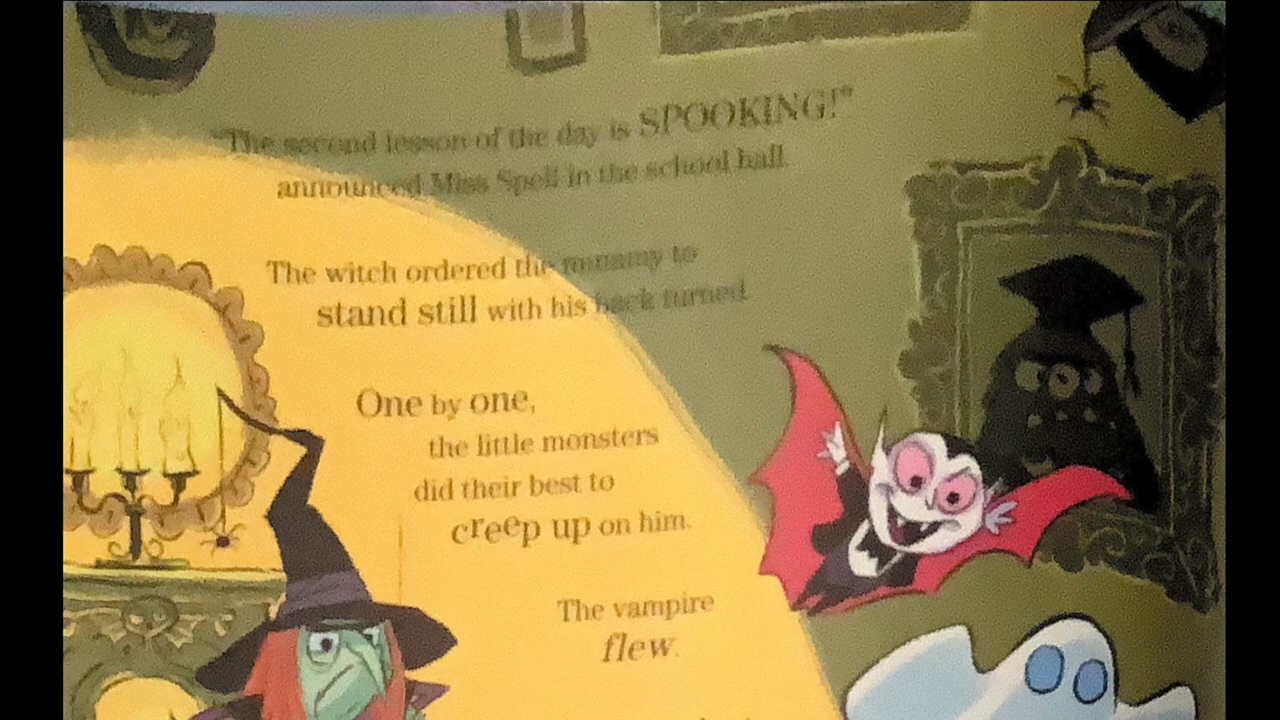 "The second lesson of the day is SPOOKING!"
announced Miss Spell in the school hall.
The witch ordered the mummy to
stand still with his back turned.
One by one,
the little monsters
did their best to
creep up on him.
The vampire
flew.